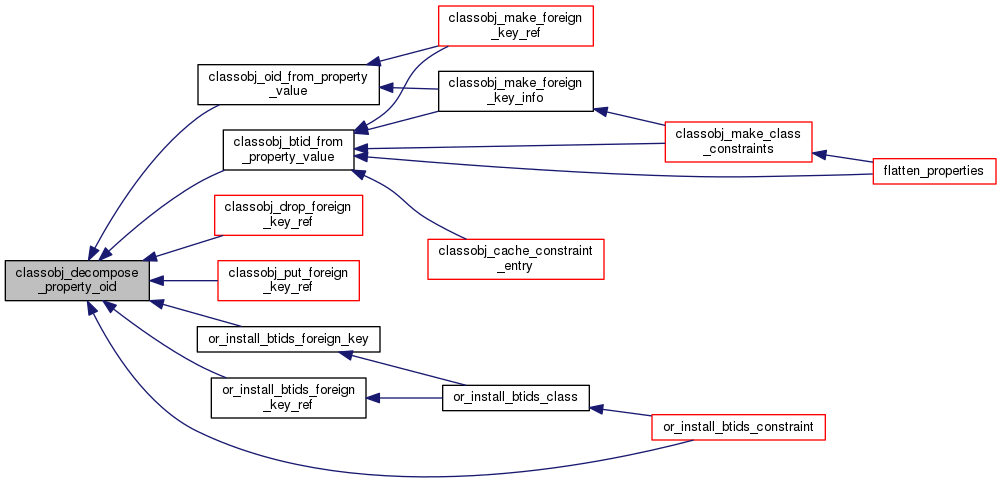 classobj_make_foreign
_key_ref
classobj_oid_from_property
_value
classobj_make_foreign
_key_info
classobj_btid_from
_property_value
classobj_make_class
_constraints
flatten_properties
classobj_drop_foreign
_key_ref
classobj_cache_constraint
_entry
classobj_decompose
_property_oid
classobj_put_foreign
_key_ref
or_install_btids_foreign_key
or_install_btids_foreign
_key_ref
or_install_btids_class
or_install_btids_constraint